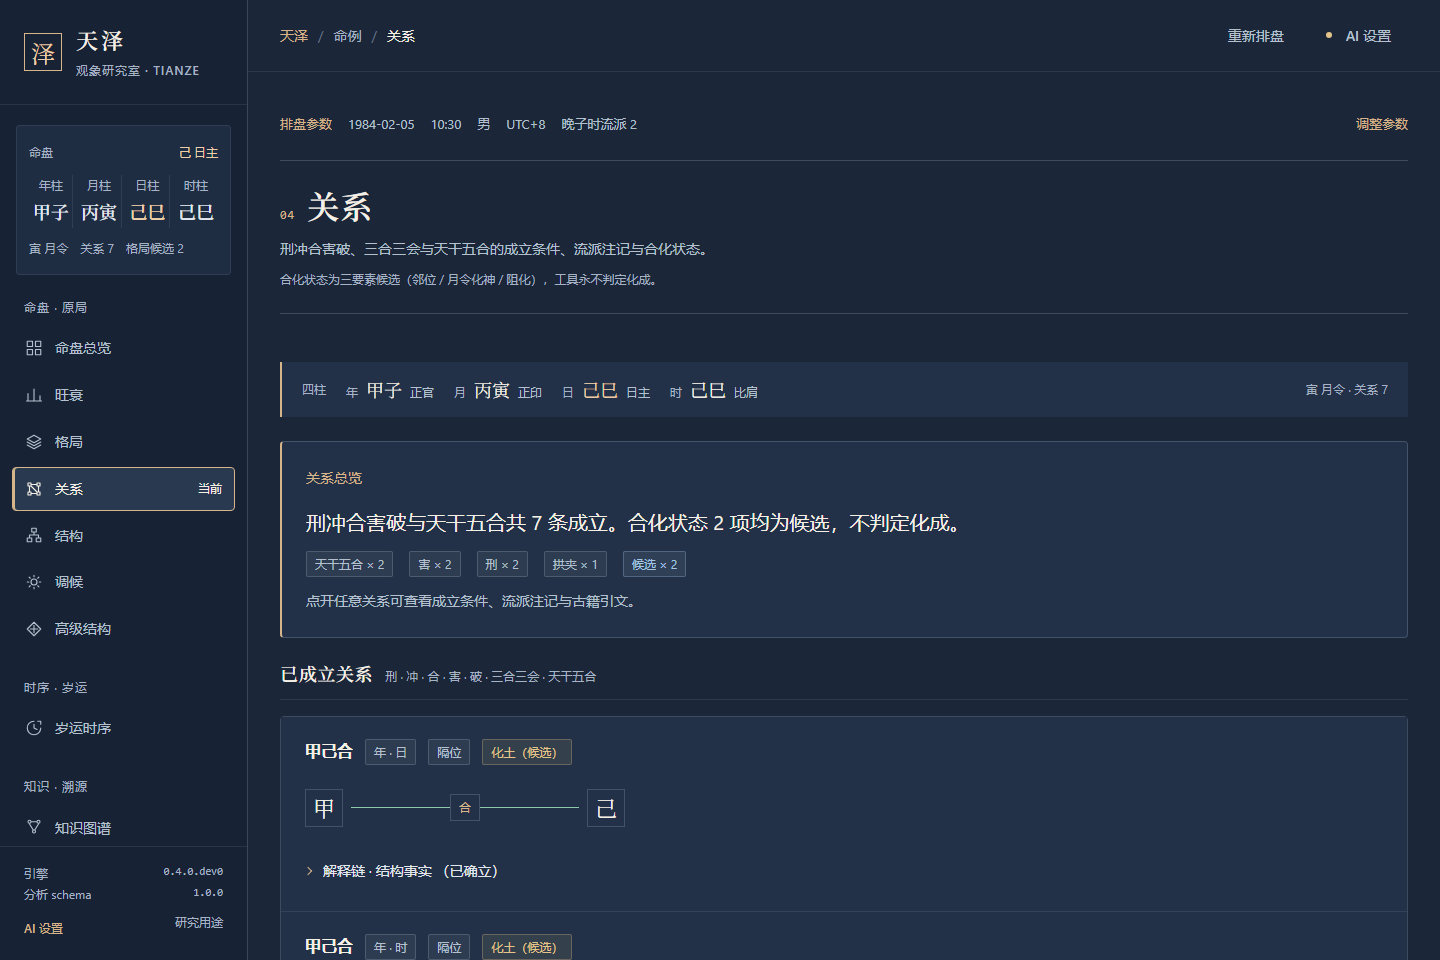 泽
天泽
观象研究室 · TIANZE
命盘 己 日主
年柱 月柱 日柱 时柱
甲子 丙寅 己巳 己巳
寅 月令 关系 7 格局候选 2
命盘 · 原局
命盘总览
旺衰
格局
关系 当前
结构
调候
高级结构
时序 · 岁运
岁运时序
知识 · 溯源
知识图谱
引擎 0.4.0.dev0
分析 schema 1.0.0
AI 设置 研究用途
天泽 / 命例 / 关系
重新排盘 AI 设置
排盘参数 1984-02-05 10:30 男 UTC+8 晚子时流派 2 调整参数
04 关系
刑冲合害破、三合三会与天干五合的成立条件、流派注记与合化状态。
合化状态为三要素候选（邻位 / 月令化神 / 阻化），工具永不判定化成。
四柱 年 甲子 正官 月 丙寅 正印 日 己巳 日主 时 己巳 比肩 寅 月令 · 关系 7
关系总览
刑冲合害破与天干五合共 7 条成立。合化状态 2 项均为候选，不判定化成。
天干五合 × 2 害 × 2 刑 × 2 拱夹 × 1 候选 × 2
点开任意关系可查看成立条件、流派注记与古籍引文。
已成立关系 刑 · 冲 · 合 · 害 · 破 · 三合三会 · 天干五合
甲己合 年 · 日 隔位 化土（候选）
甲 合 己
解释链 · 结构事实 （已确立）
甲己合 年 · 时 隔位 化土（候选）